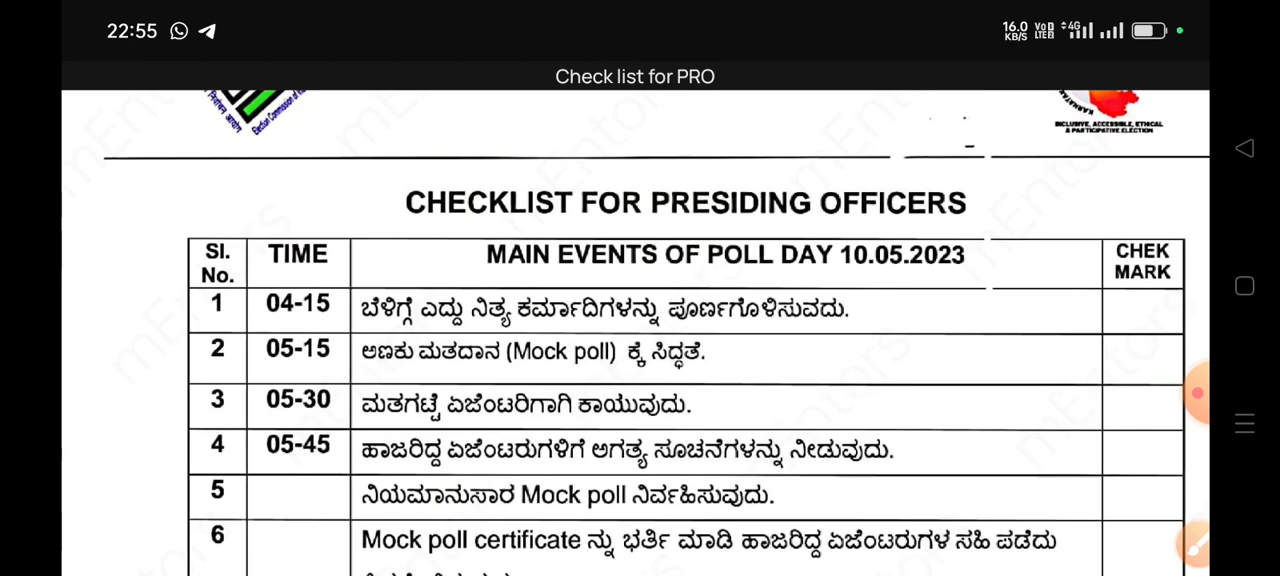 22:55
16.0 KB/S
4G
Check list for PRO
INCLUSIVE, ACCESSIBLE, ETHICAL
& PARTICIPATIVE ELECTION
CHECKLIST FOR PRESIDING OFFICERS
Sl. No. TIME MAIN EVENTS OF POLL DAY 10.05.2023 CHEK MARK
1 04-15 ಬೆಳಿಗ್ಗೆ ಎದ್ದು ನಿತ್ಯ ಕರ್ಮಾದಿಗಳನ್ನು ಪೂರ್ಣಗೊಳಿಸುವದು.
2 05-15 ಅಣಕು ಮತದಾನ (Mock poll) ಕ್ಕೆ ಸಿದ್ಧತೆ.
3 05-30 ಮತಗಟ್ಟೆ ಏಜೆಂಟರಿಗಾಗಿ ಕಾಯುವುದು.
4 05-45 ಹಾಜರಿದ್ದ ಏಜೆಂಟರುಗಳಿಗೆ ಅಗತ್ಯ ಸೂಚನೆಗಳನ್ನು ನೀಡುವುದು.
5 ನಿಯಮಾನುಸಾರ Mock poll ನಿರ್ವಹಿಸುವುದು.
6 Mock poll certificate ನ್ನು ಭರ್ತಿ ಮಾಡಿ ಹಾಜರಿದ್ದ ಏಜೆಂಟರುಗಳ ಸಹಿ ಪಡೆದು
mEntors